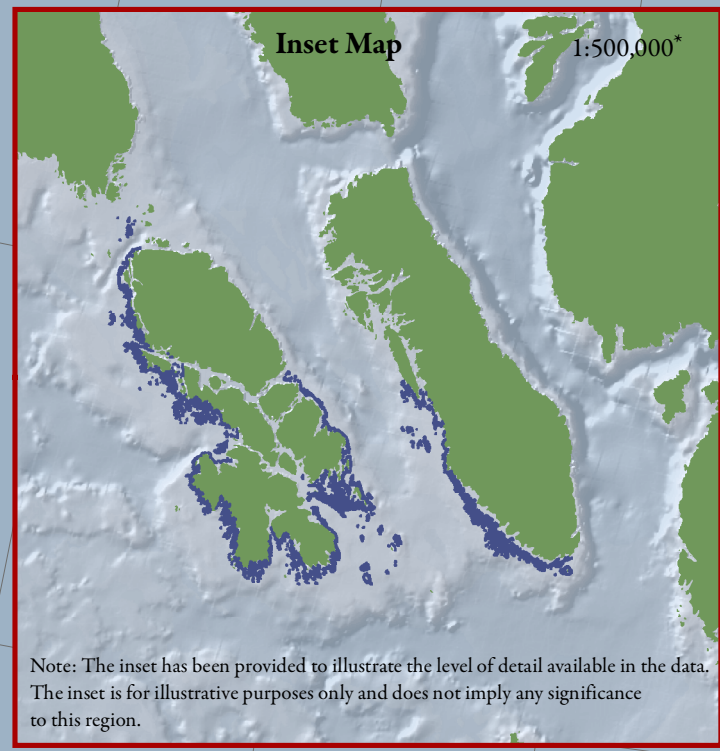 Inset Map
1:500,000*
Note: The inset has been provided to illustrate the level of detail available in the data.
The inset is for illustrative purposes only and does not imply any significance
to this region.